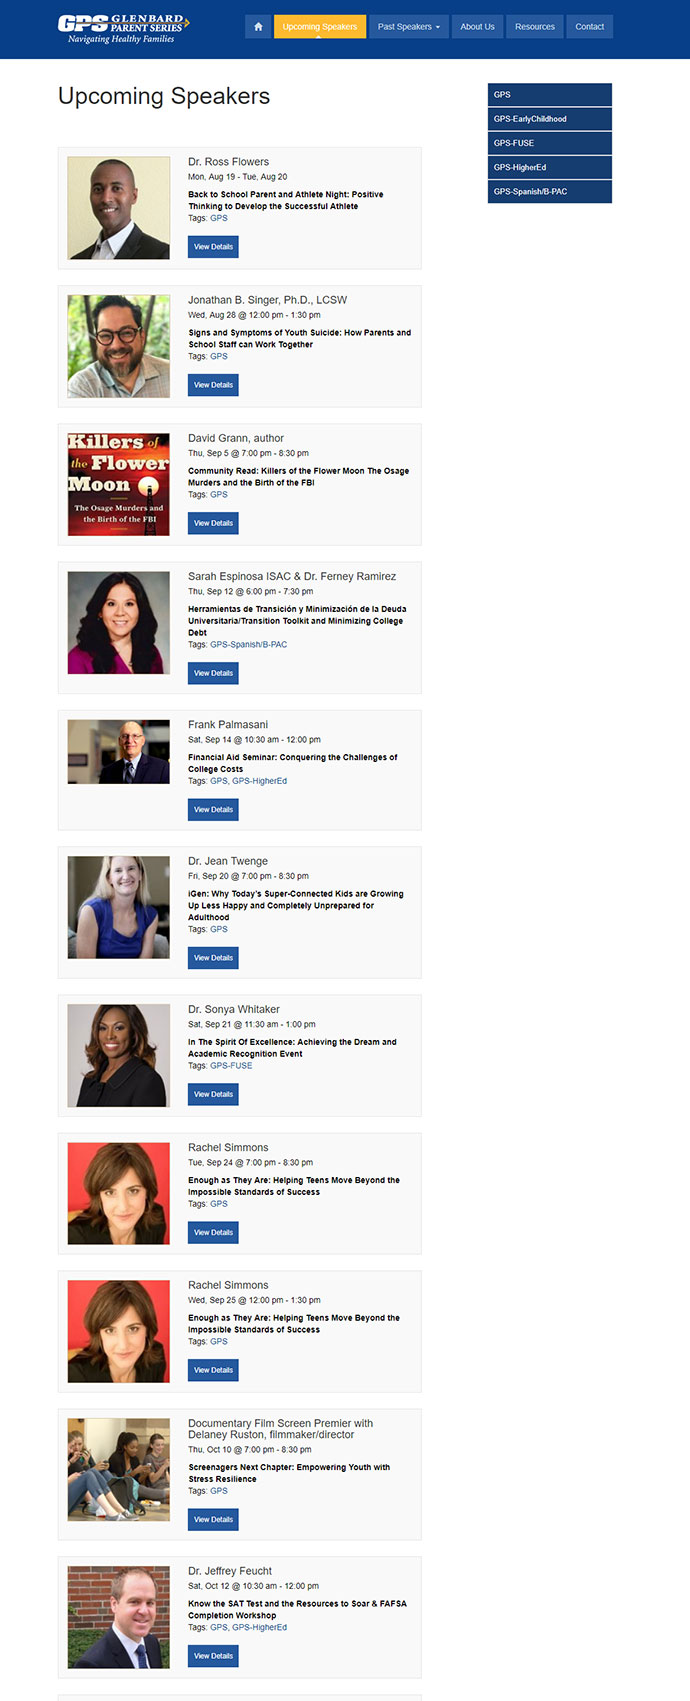 GPS GLENBARD
PARENT SERIES
Navigating Healthy Families
Upcoming Speakers
Past Speakers
About Us
Resources
Contact
Upcoming Speakers
GPS
GPS-EarlyChildhood
GPS-FUSE
GPS-HigherEd
GPS-Spanish/B-PAC
Dr. Ross Flowers
Mon, Aug 19 - Tue, Aug 20
Back to School Parent and Athlete Night: Positive
Thinking to Develop the Successful Athlete
Tags: GPS
View Details
Jonathan B. Singer, Ph.D., LCSW
Wed, Aug 28 @ 12:00 pm - 1:30 pm
Signs and Symptoms of Youth Suicide: How Parents and
School Staff can Work Together
Tags: GPS
View Details
Killers of
the Flower
Moon
The Osage Murders and
the Birth of the FBI
David Grann, author
Thu, Sep 5 @ 7:00 pm - 8:30 pm
Community Read: Killers of the Flower Moon The Osage
Murders and the Birth of the FBI
Tags: GPS
View Details
Sarah Espinosa ISAC & Dr. Ferney Ramirez
Thu, Sep 12 @ 6:00 pm - 7:30 pm
Herramientas de Transición y Minimización de la Deuda
Universitaria/Transition Toolkit and Minimizing College
Debt
Tags: GPS-Spanish/B-PAC
View Details
Frank Palmasani
Sat, Sep 14 @ 10:30 am - 12:00 pm
Financial Aid Seminar: Conquering the Challenges of
College Costs
Tags: GPS, GPS-HigherEd
View Details
Dr. Jean Twenge
Fri, Sep 20 @ 7:00 pm - 8:30 pm
iGen: Why Today's Super-Connected Kids are Growing
Up Less Happy and Completely Unprepared for
Adulthood
Tags: GPS
View Details
Dr. Sonya Whitaker
Sat, Sep 21 @ 11:30 am - 1:00 pm
In The Spirit Of Excellence: Achieving the Dream and
Academic Recognition Event
Tags: GPS-FUSE
View Details
Rachel Simmons
Tue, Sep 24 @ 7:00 pm - 8:30 pm
Enough as They Are: Helping Teens Move Beyond the
Impossible Standards of Success
Tags: GPS
View Details
Rachel Simmons
Wed, Sep 25 @ 12:00 pm - 1:30 pm
Enough as They Are: Helping Teens Move Beyond the
Impossible Standards of Success
Tags: GPS
View Details
Documentary Film Screen Premier with
Delaney Ruston, filmmaker/director
Thu, Oct 10 @ 7:00 pm - 8:30 pm
Screenagers Next Chapter: Empowering Youth with
Stress Resilience
Tags: GPS
View Details
Dr. Jeffrey Feucht
Sat, Oct 12 @ 10:30 am - 12:00 pm
Know the SAT Test and the Resources to Soar & FAFSA
Completion Workshop
Tags: GPS, GPS-HigherEd
View Details